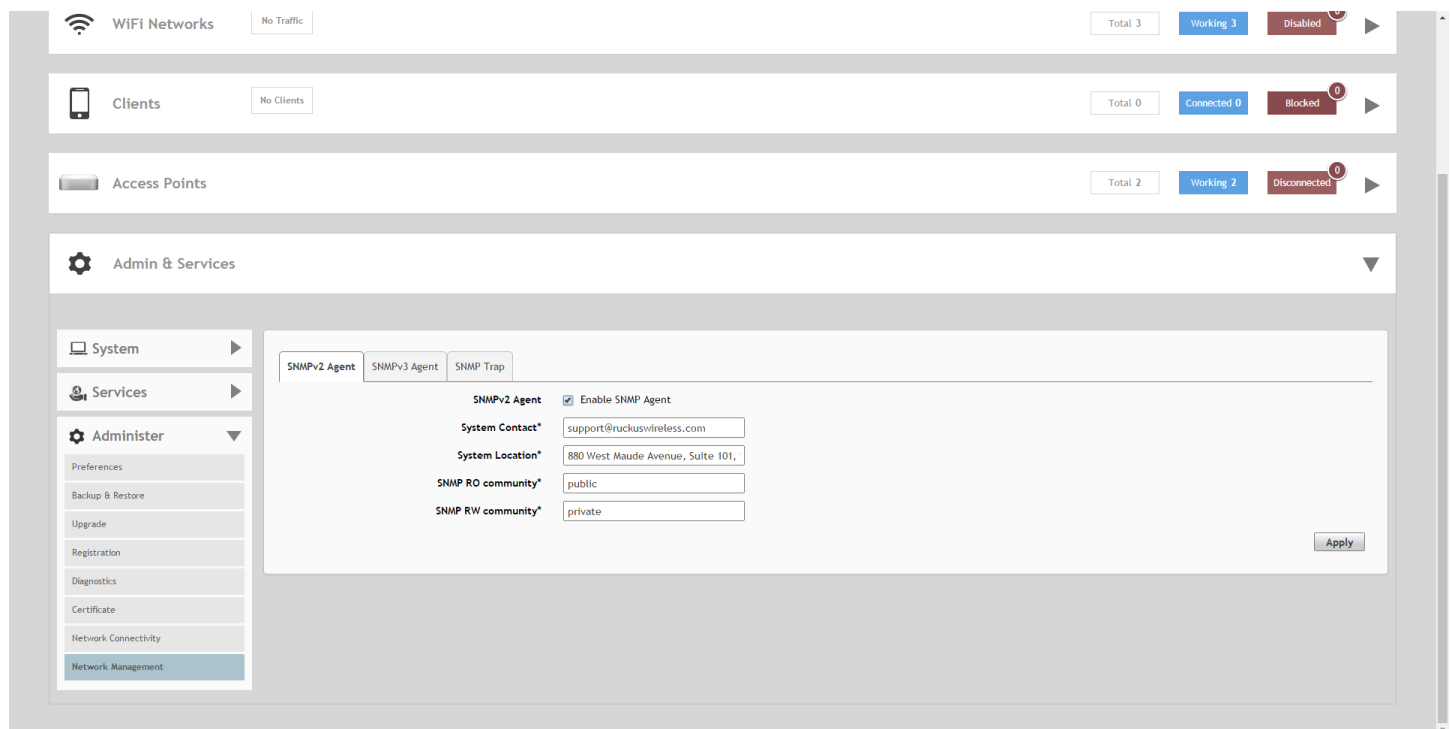 WiFi Networks No Traffic Total 3 Working 3 Disabled 0
Clients No Clients Total 0 Connected 0 Blocked 0
Access Points Total 2 Working 2 Disconnected 0
Admin & Services
System
Services
Administer
Preferences
Backup & Restore
Upgrade
Registration
Diagnostics
Certificate
Network Connectivity
Network Management
SNMPv2 Agent SNMPv3 Agent SNMP Trap
SNMPv2 Agent Enable SNMP Agent
System Contact* support@ruckuswireless.com
System Location* 880 West Maude Avenue, Suite 101,
SNMP RO community* public
SNMP RW community* private
Apply